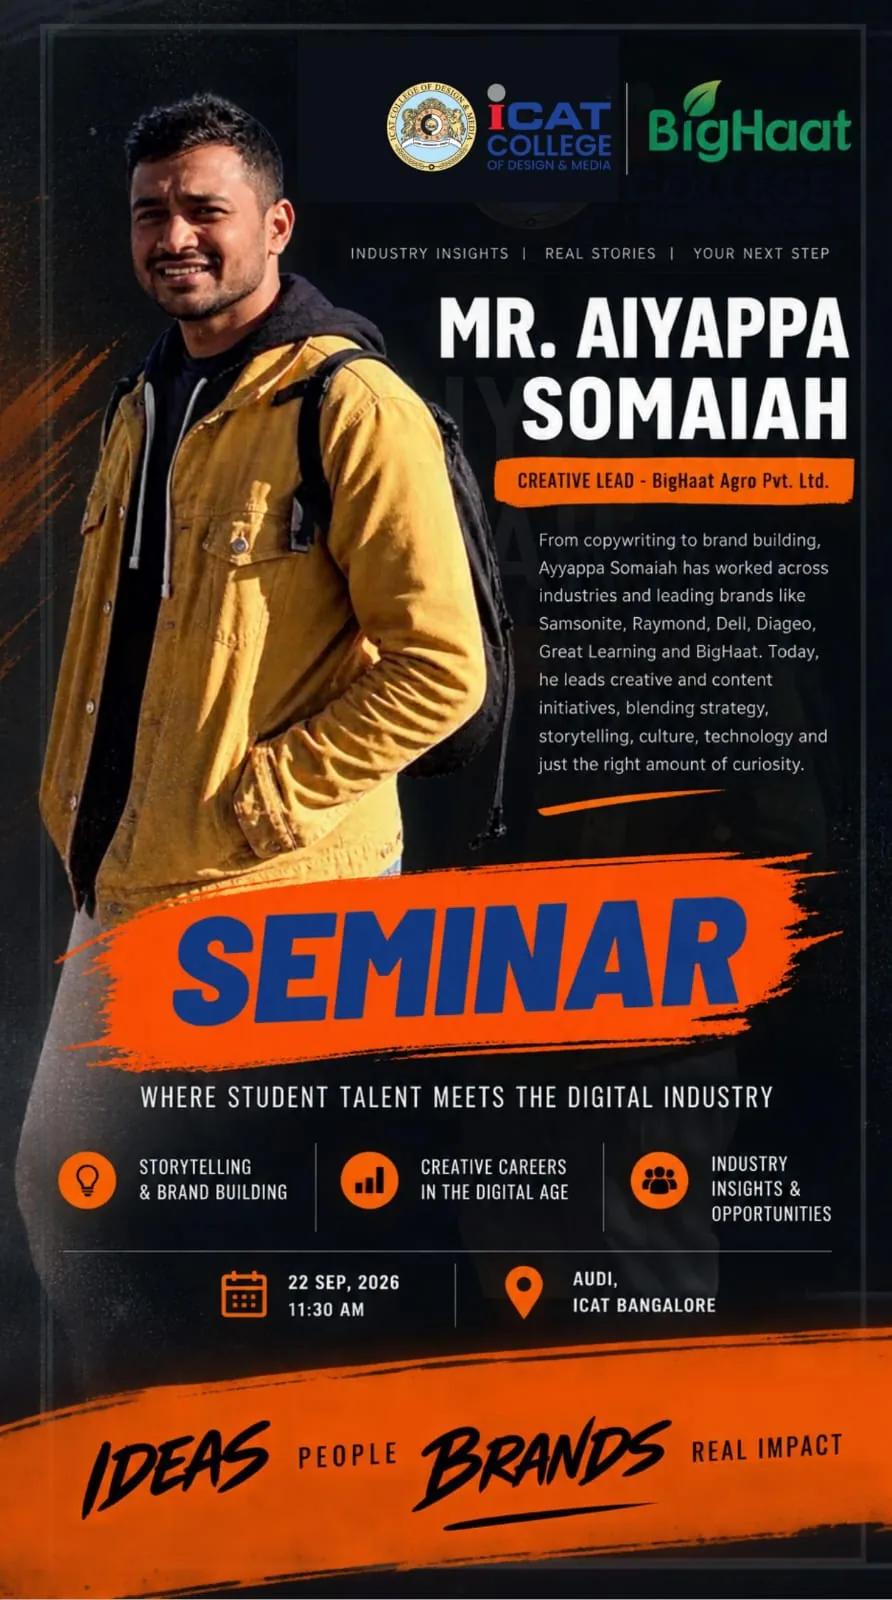 ICAT COLLEGE OF DESIGN & MEDIA
iCAT
COLLEGE
OF DESIGN & MEDIA
BigHaat
INDUSTRY INSIGHTS | REAL STORIES | YOUR NEXT STEP
MR. AIYAPPA
SOMAIAH
CREATIVE LEAD - BigHaat Agro Pvt. Ltd.
From copywriting to brand building,
Ayyappa Somaiah has worked across
industries and leading brands like
Samsonite, Raymond, Dell, Diageo,
Great Learning and BigHaat. Today,
he leads creative and content
initiatives, blending strategy,
storytelling, culture, technology and
just the right amount of curiosity.
SEMINAR
WHERE STUDENT TALENT MEETS THE DIGITAL INDUSTRY
STORYTELLING
& BRAND BUILDING
CREATIVE CAREERS
IN THE DIGITAL AGE
INDUSTRY
INSIGHTS &
OPPORTUNITIES
22 SEP, 2026
11:30 AM
AUDI,
ICAT BANGALORE
IDEAS PEOPLE BRANDS REAL IMPACT